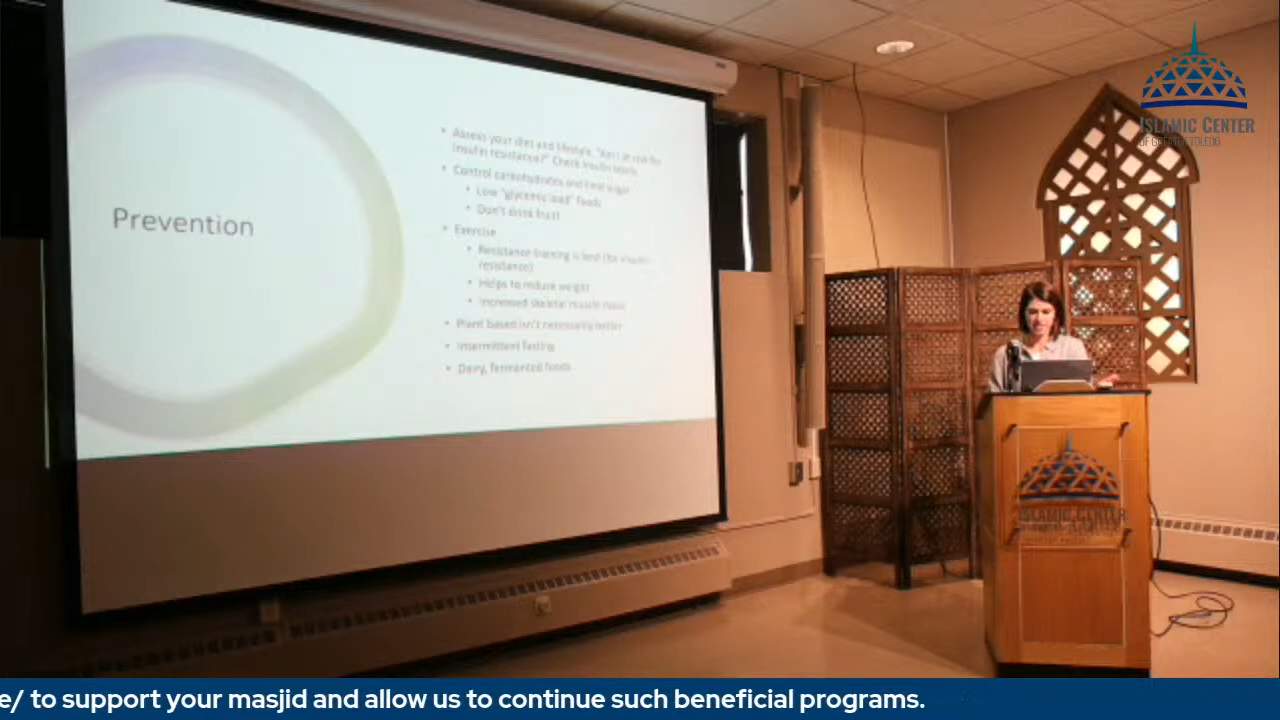 Prevention
• Assess your diet and lifestyle, "Am I at risk for
insulin resistance?" Check insulin levels
• Control carbohydrates and
• Low "glycemic load" foods
• Don't drink fruit
• Exercise
• Resistance training is best (for insulin
resistance)
• Helps to reduce weight
• Increased skeletal muscle mass
• Plant based isn't necessarily better
• Intermittent fasting
• Dairy, fermented foods
ISLAMIC CENTER
OF GREATER TOLEDO
ISLAMIC CENTER
e/ to support your masjid and allow us to continue such beneficial programs.